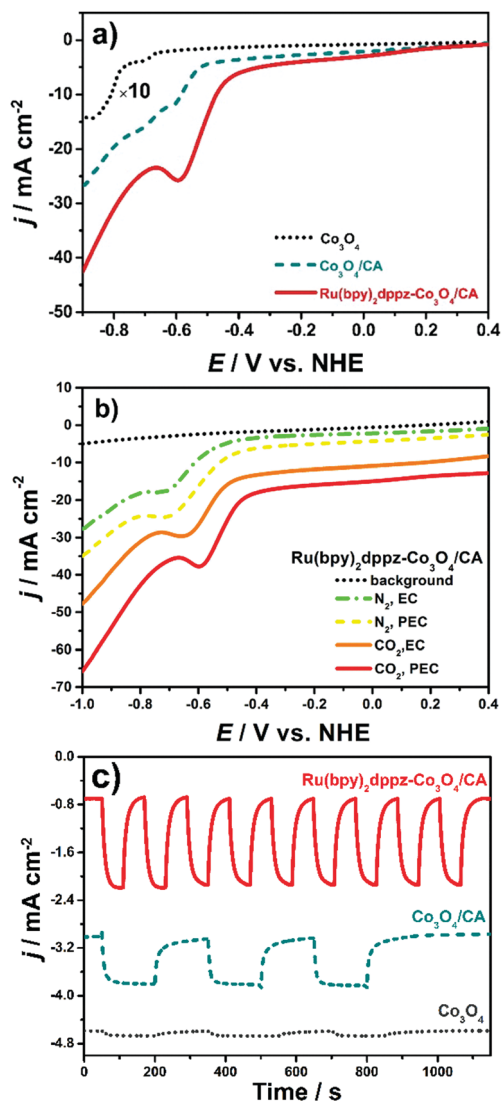 a)
0
-10
-20
-30
-40
-50
j / mA cm⁻²
×10
Co₃O₄
Co₃O₄/CA
Ru(bpy)₂dppz-Co₃O₄/CA
-0.8 -0.6 -0.4 -0.2 0.0 0.2 0.4
E / V vs. NHE
b)
10
0
-10
-20
-30
-40
-50
-60
-70
j / mA cm⁻²
Ru(bpy)₂dppz-Co₃O₄/CA
background
N₂, EC
N₂, PEC
CO₂,EC
CO₂, PEC
-1.0 -0.8 -0.6 -0.4 -0.2 0.0 0.2 0.4
E / V vs. NHE
c)
0.0
-0.8
-1.6
-2.4
-3.2
-4.0
-4.8
j / mA cm⁻²
Ru(bpy)₂dppz-Co₃O₄/CA
Co₃O₄/CA
Co₃O₄
0 200 400 600 800 1000
Time / s